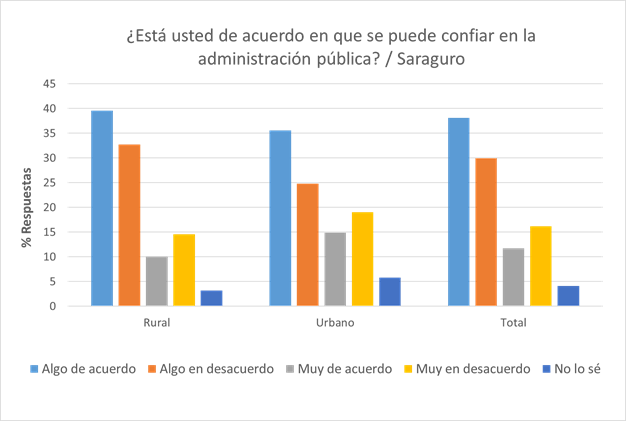 ¿Está usted de acuerdo en que se puede confiar en la
administración pública? / Saraguro
45
40
35
30
25
20
15
10
5
0
% Respuestas
Rural Urbano Total
Algo de acuerdo Algo en desacuerdo Muy de acuerdo Muy en desacuerdo No lo sé